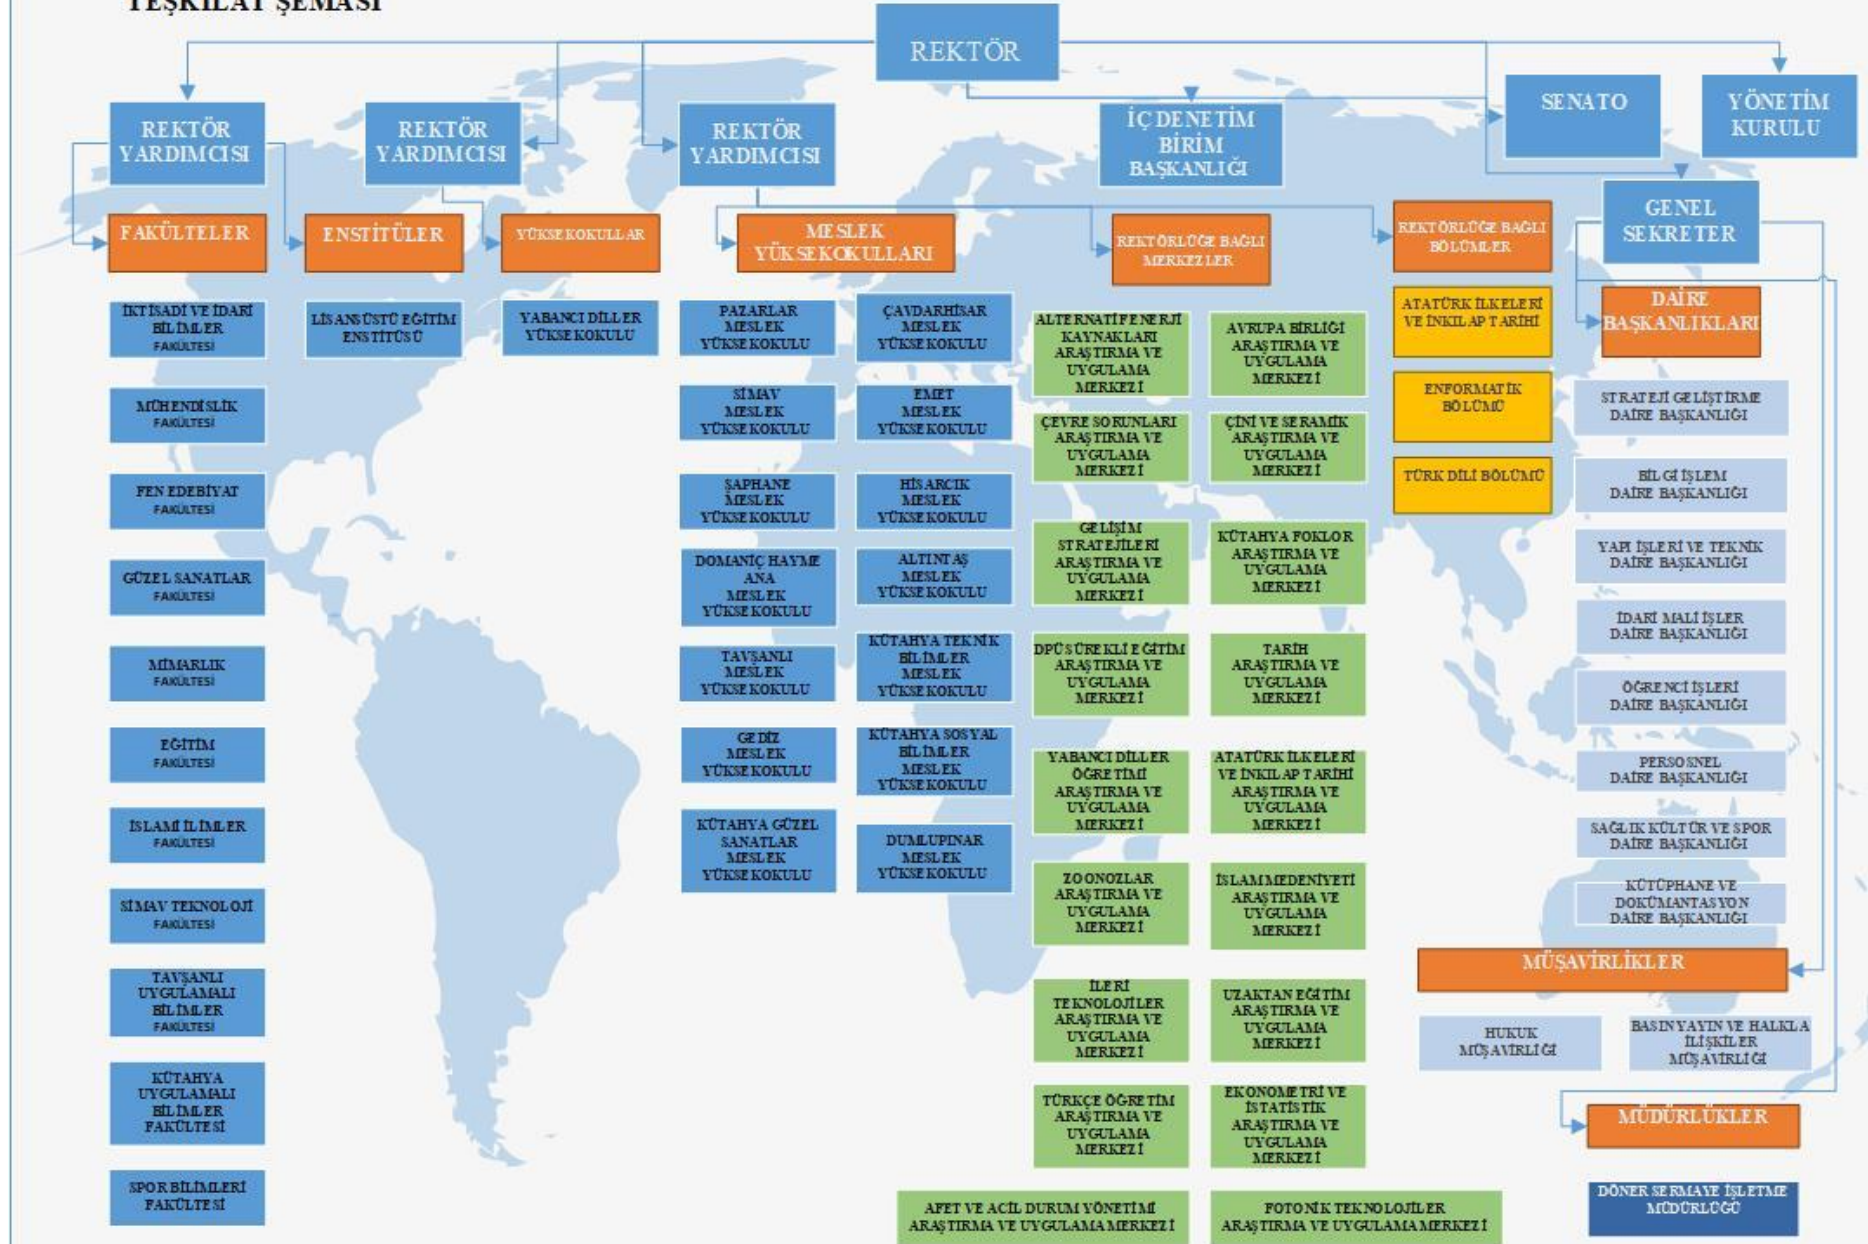 TEŞKİLAT ŞEMASI
REKTÖR
REKTÖR
YARDIMCISI
REKTÖR
YARDIMCISI
REKTÖR
YARDIMCISI
İÇ DENETİM
BİRİM
BAŞKANLIĞI
SENATO
YÖNETİM
KURULU
GENEL
SEKRETER
FAKÜLTELER
ENSTİTÜLER
YÜKSEKOKULLAR
MESLEK
YÜKSEKOKULLARI
REKTÖRLÜĞE BAĞLI
MERKEZLER
REKTÖRLÜĞE BAĞLI
BÖLÜMLER
İKTİSADİ VE İDARİ
BİLİMLER
FAKÜLTESİ
MÜHENDİSLİK
FAKÜLTESİ
FEN EDEBİYAT
FAKÜLTESİ
GÜZEL SANATLAR
FAKÜLTESİ
MİMARLIK
FAKÜLTESİ
EĞİTİM
FAKÜLTESİ
İSLAMİ İLİMLER
FAKÜLTESİ
SİMAV TEKNOLOJİ
FAKÜLTESİ
TAVŞANLI
UYGULAMALI
BİLİMLER
FAKÜLTESİ
KÜTAHYA
UYGULAMALI
BİLİMLER
FAKÜLTESİ
SPOR BİLİMLERİ
FAKÜLTESİ
LİSANSÜSTÜ EĞİTİM
ENSTİTÜSÜ
YABANCI DİLLER
YÜKSEKOKULU
PAZARLAR
MESLEK
YÜKSEKOKULU
SİMAV
MESLEK
YÜKSEKOKULU
ŞAPHANE
MESLEK
YÜKSEKOKULU
DOMANİÇ HAYME
ANA
MESLEK
YÜKSEKOKULU
TAVŞANLI
MESLEK
YÜKSEKOKULU
GEDİZ
MESLEK
YÜKSEKOKULU
KÜTAHYA GÜZEL
SANATLAR
MESLEK
YÜKSEKOKULU
ÇAVDARHİSAR
MESLEK
YÜKSEKOKULU
EMET
MESLEK
YÜKSEKOKULU
HİSARCIK
MESLEK
YÜKSEKOKULU
ALTINTAŞ
MESLEK
YÜKSEKOKULU
KÜTAHYA TEKNİK
BİLİMLER
MESLEK
YÜKSEKOKULU
KÜTAHYA SOSYAL
BİLİMLER
MESLEK
YÜKSEKOKULU
DUMLUPINAR
MESLEK
YÜKSEKOKULU
ALTERNATİF ENERJİ
KAYNAKLARI
ARAŞTIRMA VE
UYGULAMA
MERKEZİ
ÇEVRE SORUNLARI
ARAŞTIRMA VE
UYGULAMA
MERKEZİ
GELİŞİM
STRATEJİLERİ
ARAŞTIRMA VE
UYGULAMA
MERKEZİ
DPÜ SÜREKLİ EĞİTİM
ARAŞTIRMA VE
UYGULAMA
MERKEZİ
YABANCI DİLLER
ÖĞRETİMİ
ARAŞTIRMA VE
UYGULAMA
MERKEZİ
ZOONOZLAR
ARAŞTIRMA VE
UYGULAMA
MERKEZİ
İLERİ
TEKNOLOJİLER
ARAŞTIRMA VE
UYGULAMA
MERKEZİ
TÜRKÇE ÖĞRETİM
ARAŞTIRMA VE
UYGULAMA
MERKEZİ
AVRUPA BİRLİĞİ
ARAŞTIRMA VE
UYGULAMA
MERKEZİ
ÇİNİ VE SERAMİK
ARAŞTIRMA VE
UYGULAMA
MERKEZİ
KÜTAHYA FOKLOR
ARAŞTIRMA VE
UYGULAMA
MERKEZİ
TARİH
ARAŞTIRMA VE
UYGULAMA
MERKEZİ
ATATÜRK İLKELERİ
VE İNKILAP TARİHİ
ARAŞTIRMA VE
UYGULAMA
MERKEZİ
İSLAM MEDENİYETİ
ARAŞTIRMA VE
UYGULAMA
MERKEZİ
UZAKTAN EĞİTİM
ARAŞTIRMA VE
UYGULAMA
MERKEZİ
EKONOMETRİ VE
İSTATİSTİK
ARAŞTIRMA VE
UYGULAMA
MERKEZİ
AFET VE ACİL DURUM YÖNETİMİ
ARAŞTIRMA VE UYGULAMA MERKEZİ
FOTONİK TEKNOLOJİLER
ARAŞTIRMA VE UYGULAMA MERKEZİ
ATATÜRK İLKELERİ
VE İNKILAP TARİHİ
ENFORMATİK
BÖLÜMÜ
TÜRK DİLİ BÖLÜMÜ
DAİRE
BAŞKANLIKLARI
STRATEJİ GELİŞTİRME
DAİRE BAŞKANLIĞI
BİLGİ İŞLEM
DAİRE BAŞKANLIĞI
YAPI İŞLERİ VE TEKNİK
DAİRE BAŞKANLIĞI
İDARİ MALİ İŞLER
DAİRE BAŞKANLIĞI
ÖĞRENCİ İŞLERİ
DAİRE BAŞKANLIĞI
PERSOSNEL
DAİRE BAŞKANLIĞI
SAĞLIK KÜLTÜR VE SPOR
DAİRE BAŞKANLIĞI
KÜTÜPHANE VE
DOKÜMANTASYON
DAİRE BAŞKANLIĞI
MÜŞAVİRLİKLER
HUKUK
MÜŞAVİRLİĞİ
BASIN YAYIN VE HALKLA
İLİŞKİLER
MÜŞAVİRLİĞİ
MÜDÜRLÜKLER
DÖNER SERMAYE İŞLETME
MÜDÜRLÜĞÜ